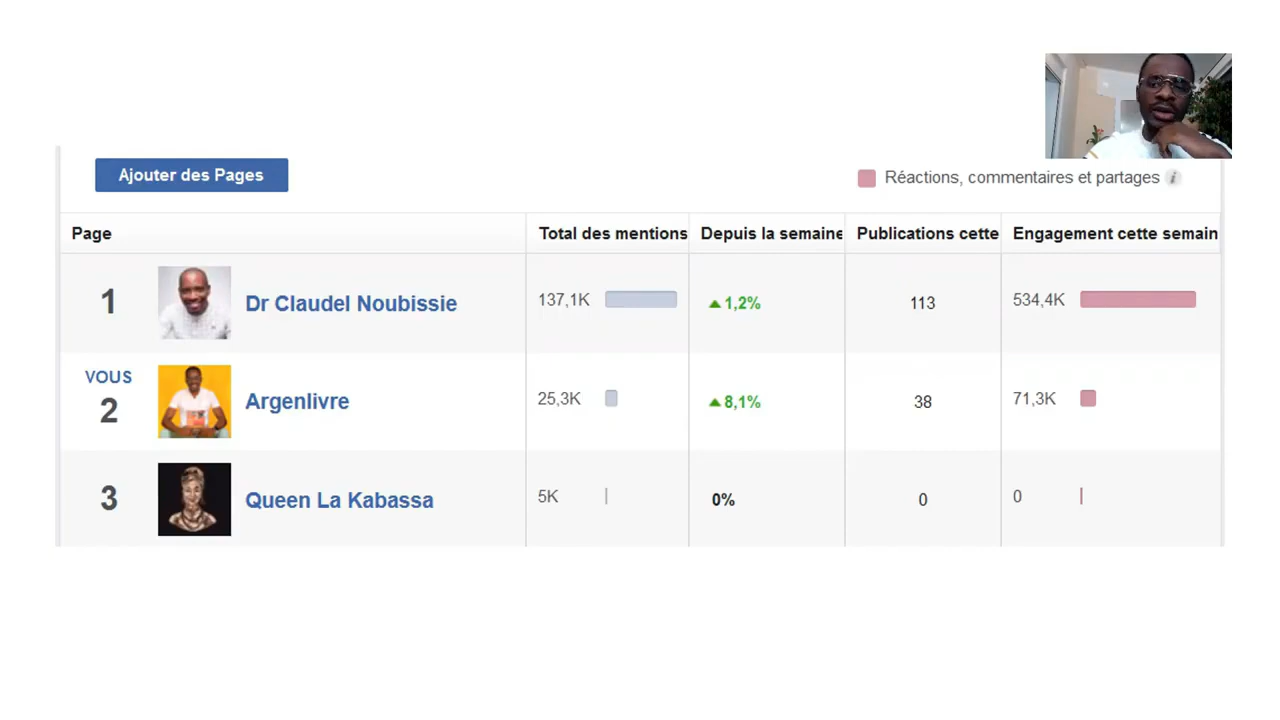 Ajouter des Pages
Réactions, commentaires et partages
Page Total des mentions Depuis la semaine Publications cette Engagement cette semain
1 Dr Claudel Noubissie 137,1K 1,2% 113 534,4K
VOUS
2 Argenlivre 25,3K 8,1% 38 71,3K
3 Queen La Kabassa 5K 0% 0 0